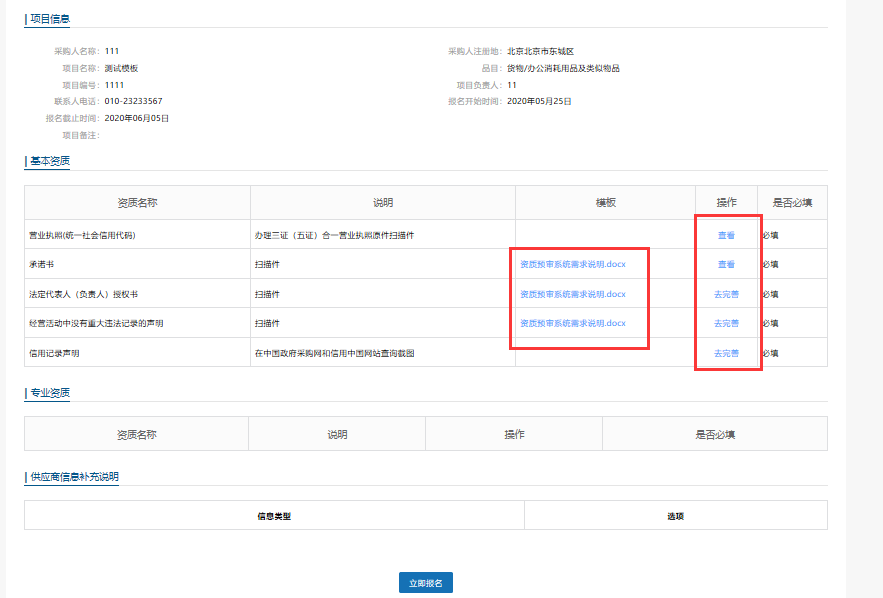 项目信息
采购人名称： 111
采购人注册地： 北京北京市东城区
项目名称： 测试模板
品目： 货物/办公消耗用品及类似物品
项目编号： 1111
项目负责人： 11
联系人电话： 010-23233567
报名开始时间： 2020年05月25日
报名截止时间： 2020年06月05日
项目备注：
基本资质
资质名称 说明 模板 操作 是否必填
营业执照(统一社会信用代码) 办理三证（五证）合一营业执照原件扫描件 查看 必填
承诺书 扫描件 资质预审系统需求说明.docx 查看 必填
法定代表人（负责人）授权书 扫描件 资质预审系统需求说明.docx 去完善 必填
经营活动中没有重大违法记录的声明 扫描件 资质预审系统需求说明.docx 去完善 必填
信用记录声明 在中国政府采购网和信用中国网站查询截图 去完善 必填
专业资质
资质名称 说明 操作 是否必填
供应商信息补充说明
信息类型 选项
立即报名